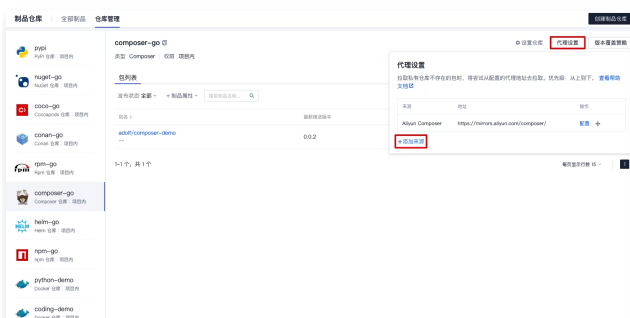 制品仓库 全部制品 仓库管理 创建制品仓库
pypi
PyPI 仓库 项目内
nuget-go
NuGet 仓库 项目内
coco-go
Cocoapods 仓库 项目内
conan-go
Conan 仓库 项目内
rpm-go
Rpm 仓库 项目内
composer-go
Composer 仓库 项目内
helm-go
Helm 仓库 项目内
npm-go
npm 仓库 项目内
python-demo
Docker 仓库 项目内
coding-demo
Docker 仓库 项目内
composer-go 设置仓库 代理设置 版本覆盖策略
类型 Composer 权限 项目内
包列表
发布状态 全部 + 制品属性
包名 最新推送版本
adolf/composer-demo 0.0.2
1-1 个，共 1 个 每页显示行数 15 1
代理设置
拉取私有仓库不存在的包时，将尝试从配置的代理地址去拉取。优先级：从上到下。 查看帮助
文档
来源 地址 操作
Aliyun Composer https://mirrors.aliyun.com/composer/ 配置
+添加来源